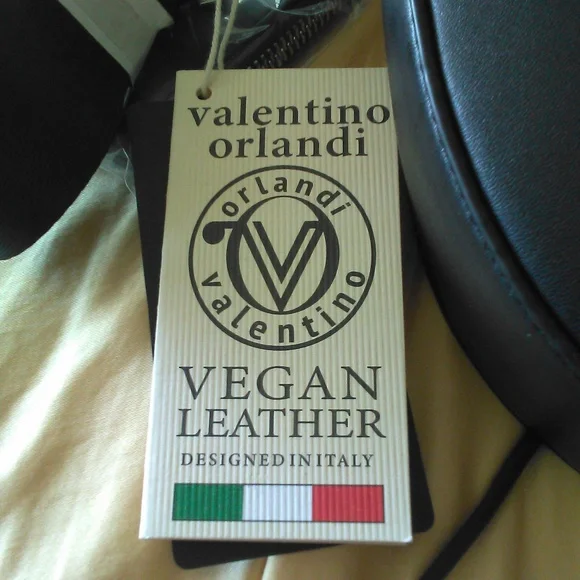 valentino
orlandi
orlandi
V
valentino
VEGAN
LEATHER
DESIGNED IN ITALY